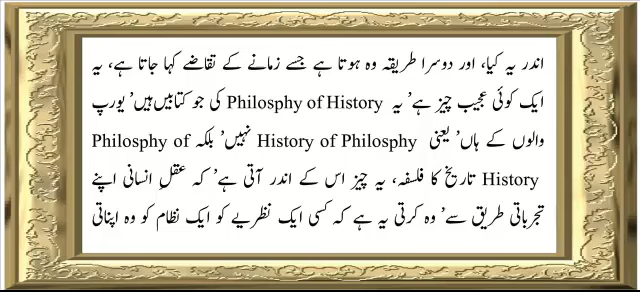 اندر یہ کیا، اور دوسرا طریقہ وہ ہوتا ہے جسے زمانے کے تقاضے کہا جاتا ہے، یہ
ایک کوئی عجیب چیز ہے’ یہ Philosphy of History کی جو کتابیں ہیں’ یورپ
والوں کے ہاں’ یعنی History of Philosphy نہیں’ بلکہ Philosphy of
History تاریخ کا فلسفہ، یہ چیز اس کے اندر آتی ہے’ کہ عقلِ انسانی اپنے
تجرباتی طریق سے’ وہ کرتی یہ ہے کہ کسی ایک نظریے کو ایک نظام کو وہ اپناتی